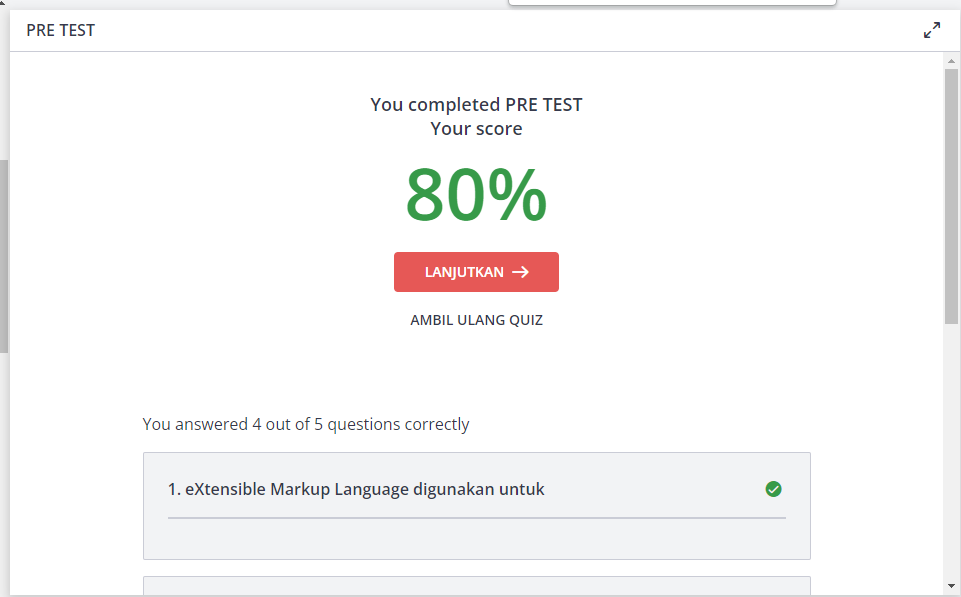 PRE TEST
You completed PRE TEST
Your score
80%
LANJUTKAN →
AMBIL ULANG QUIZ
You answered 4 out of 5 questions correctly
1. eXtensible Markup Language digunakan untuk